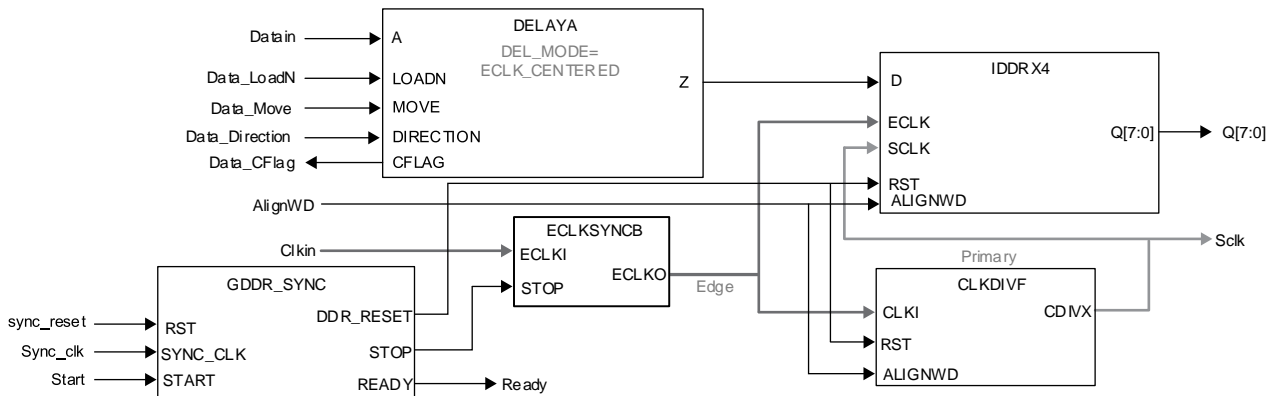 DELAYA
DEL_MODE=
ECLK_CENTERED
Datain
A
Data_LoadN
LOADN
Data_Move
MOVE
Data_Direction
DIRECTION
Data_CFlag
CFLAG
Z
IDDRX4
D
ECLK
SCLK
RST
ALIGNWD
Q[7:0]
Q[7:0]
AlignWD
Clkin
ECLKSYNCB
ECLKI
STOP
ECLKO
Edge
Sclk
Primary
GDDR_SYNC
sync_reset
RST
Sync_clk
SYNC_CLK
Start
START
DDR_RESET
STOP
READY
Ready
CLKDIVF
CLKI
RST
ALIGNWD
CDIVX